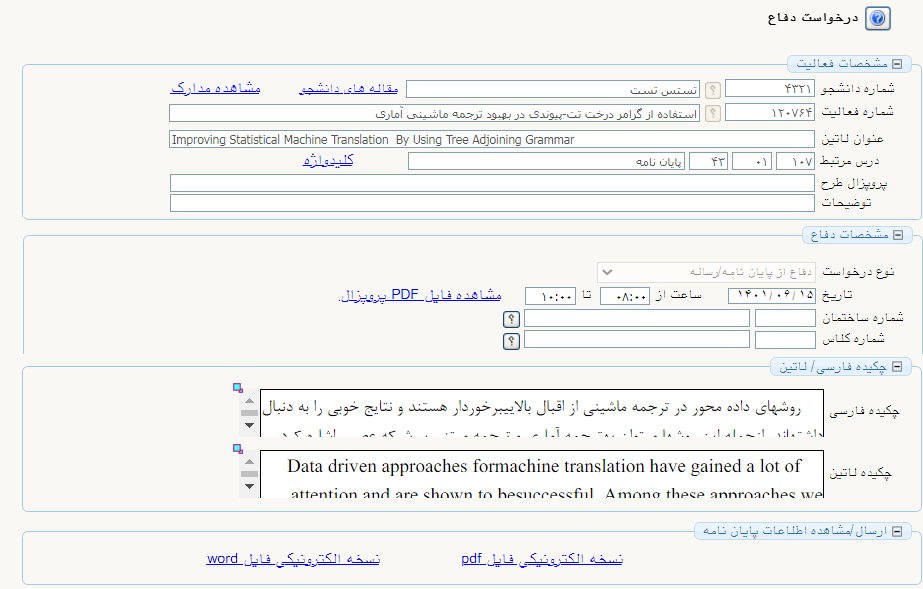 درخواست دفاع
مشخصات فعالیت
شماره دانشجو ۴۳۲۱ ? تستس تست مقاله های دانشجو مشاهده مدارک
شماره فعالیت ۱۲۰۷۶۴ ? استفاده از گرامر درخت تت-پیوندی در بهبود ترجمه ماشینی آماری
عنوان لاتین Improving Statistical Machine Translation By Using Tree Adjoining Grammar
درس مرتبط ۱۰۷ ۰۱ ۴۳ پایان نامه کلیدواژه
پروپزال طرح
توضیحات
مشخصات دفاع
نوع درخواست دفاع از پایان نامه/رساله
تاریخ ۱۴۰۱/۰۶/۱۵ ساعت از ۰۸:۰۰ تا ۱۰:۰۰ مشاهده فایل PDF پروپزال.
شماره ساختمان ?
شماره کلاس ?
چکیده فارسی/ لاتین
چکیده فارسی روشهای داده محور در ترجمه ماشینی از اقبال بالاییبرخوردار هستند و نتایج خوبی را به دنبال
چکیده لاتین Data driven approaches formachine translation have gained a lot of
attention and are shown to besuccessful. Among these approaches we
ارسال/مشاهده اطلاعات پایان نامه
نسخه الکترونیکی فایل pdf نسخه الکترونیکی فایل word